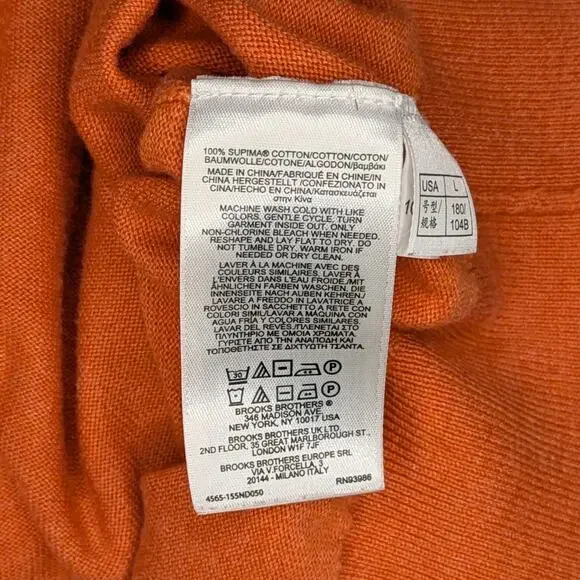 100% SUPIMA® COTTON/COTTON/COTON/
BAUMWOLLE/COTONE/ALGODON/βαμβάκι
MADE IN CHINA/FABRIQUÉ EN CHINE/IN
CHINA HERGESTELLT /CONFEZIONATO IN
CINA/HECHO EN CHINA/Κατασκευάζεται
στην Κίνα
MACHINE WASH COLD WITH LIKE
COLORS, GENTLE CYCLE, TURN
GARMENT INSIDE OUT. ONLY
NON-CHLORINE BLEACH WHEN NEEDED.
RESHAPE AND LAY FLAT TO DRY. DO
NOT TUMBLE DRY. WARM IRON IF
NEEDED OR DRY CLEAN.
LAVER À LA MACHINE AVEC DES
COULEURS SIMILAIRES. LAVER À
L'ENVERS DANS L'EAU FROIDE./MIT
ÄHNLICHEN FARBEN WASCHEN. DIE
INNENSEITE NACH AUßEN KEHREN./
LAVARE A FREDDO IN LAVATRICE A
ROVESCIO IN SACCHETTO A RETE CON
COLORI SIMILARI./LAVAR A MÁQUINA CON
AGUA FRÍA Y COLORES SIMILARES.
LAVAR DEL REVÉS./ΠΛΕΝΕΤΑΙ ΣΤΟ
ΠΛΥΝΤΗΡΙΟ ΜΕ ΟΜΟΙΑ ΧΡΩΜΑΤΑ.
ΓΥΡΙΣΤΕ ΑΠΟ ΤΗΝ ΑΝΑΠΟΔΗ ΚΑΙ
ΤΟΠΟΘΕΤΗΣΤΕ ΣΕ ΔΙΧΤΥΩΤΗ ΤΣΑΝΤΑ.
30 P
P
BROOKS BROTHERS ®
346 MADISON AVE.
NEW YORK, NY 10017 USA
BROOKS BROTHERS UK LTD.
2ND FLOOR, 35 GREAT MARLBOROUGH ST.,
LONDON W1F 7JF
BROOKS BROTHERS EUROPE SRL
VIA V.FORCELLA, 3
20144 - MILANO ITALY
RN93986
4565-155ND050
USA L
号型/ 180/
规格 104B